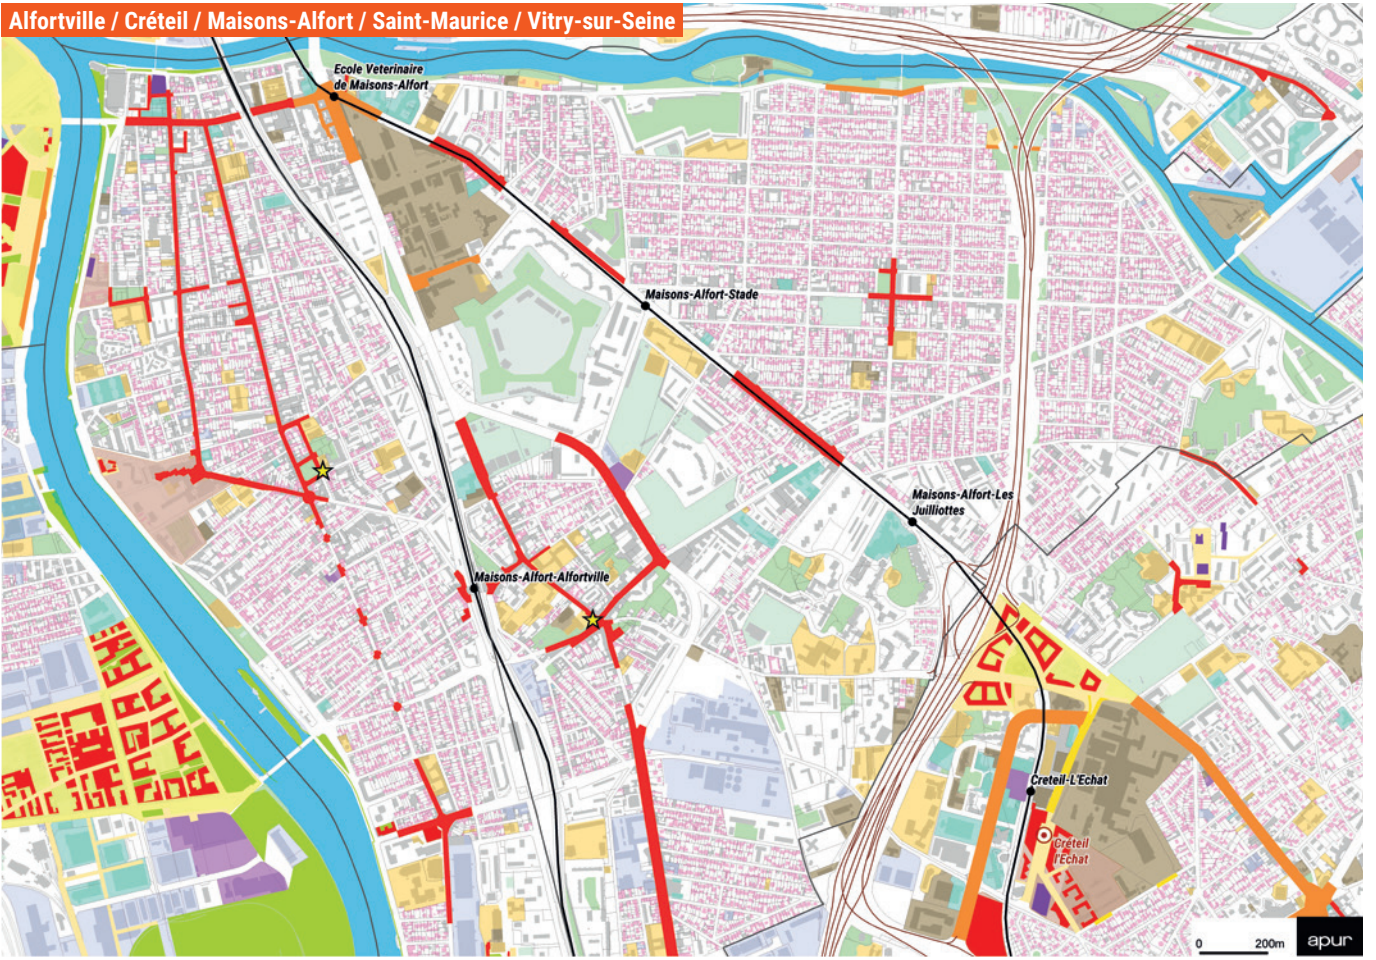 Alfortville / Créteil / Maisons-Alfort / Saint-Maurice / Vitry-sur-Seine
Ecole Veterinaire
de Maisons-Alfort
Maisons-Alfort-Stade
Maisons-Alfort-Les
Juilliottes
Maisons-Alfort-Alfortville
Creteil-L'Echat
Créteil
l'Echat
0 200m
apur